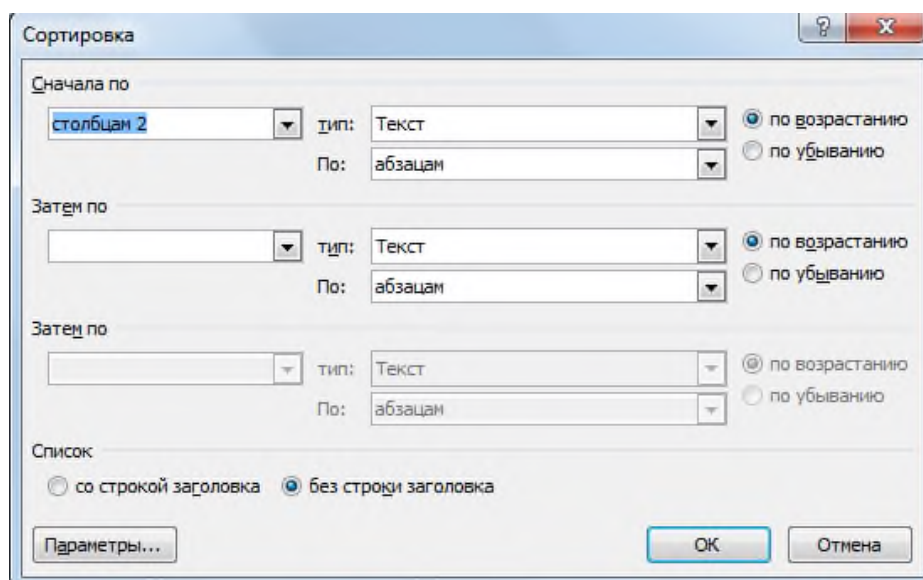 Сортировка
Сначала по
столбцам 2 тип: Текст по возрастанию
По: абзацам по убыванию
Затем по
тип: Текст по возрастанию
По: абзацам по убыванию
Затем по
тип: Текст по возрастанию
По: абзацам по убыванию
Список
со строкой заголовка без строки заголовка
Параметры... ОК Отмена